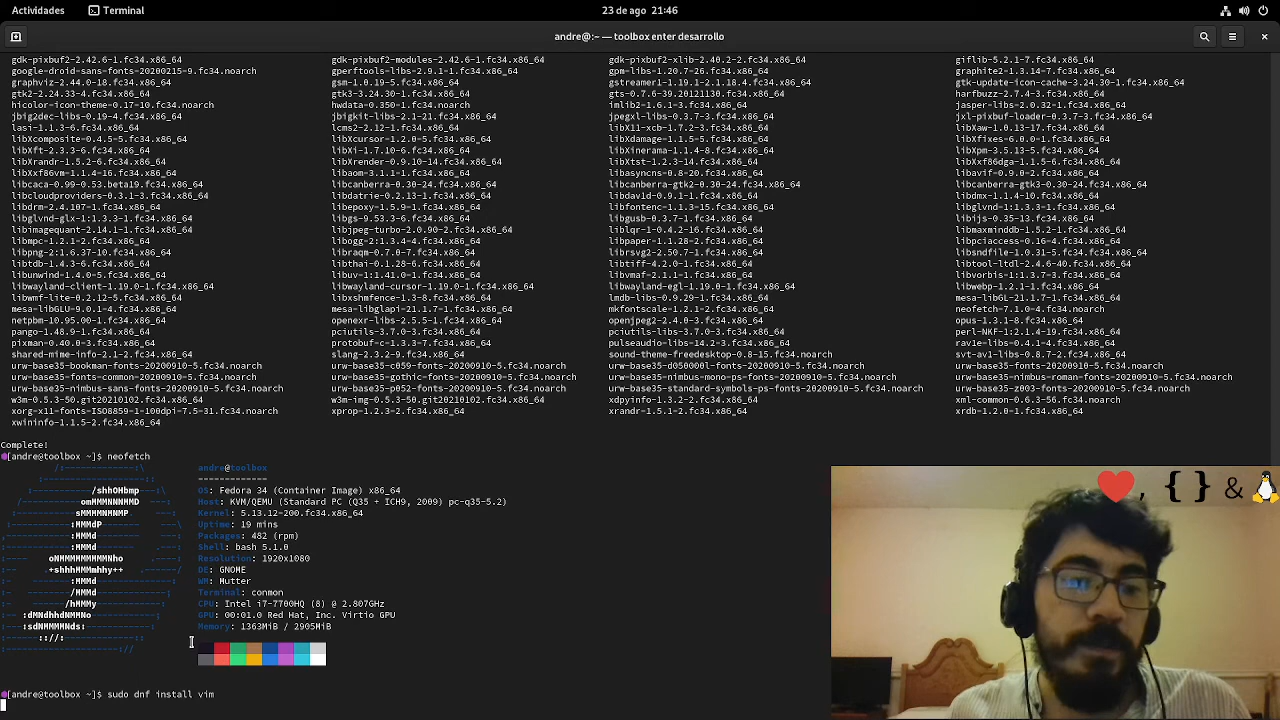 Actividades Terminal 23 de ago 21:46
andre@:~ — toolbox enter desarrollo
gdk-pixbuf2-2.42.6-1.fc34.x86_64 gdk-pixbuf2-modules-2.42.6-1.fc34.x86_64 gdk-pixbuf2-xlib-2.40.2-2.fc34.x86_64 giflib-5.2.1-7.fc34.x86_64
google-droid-sans-fonts-20200215-9.fc34.noarch gperftools-libs-2.9.1-1.fc34.x86_64 gpm-libs-1.20.7-26.fc34.x86_64 graphite2-1.3.14-7.fc34.x86_64
graphviz-2.44.0-18.fc34.x86_64 gsm-1.0.19-5.fc34.x86_64 gstreamer1-1.19.1-2.1.18.4.fc34.x86_64 gtk-update-icon-cache-3.24.30-1.fc34.x86_64
gtk2-2.24.33-4.fc34.x86_64 gtk3-3.24.30-1.fc34.x86_64 gts-0.7.6-39.20121130.fc34.x86_64 harfbuzz-2.7.4-3.fc34.x86_64
hicolor-icon-theme-0.17-10.fc34.noarch hwdata-0.350-1.fc34.noarch imlib2-1.6.1-3.fc34.x86_64 jasper-libs-2.0.32-1.fc34.x86_64
jbig2dec-libs-0.19-4.fc34.x86_64 jbigkit-libs-2.1-21.fc34.x86_64 jpegxl-libs-0.3.7-3.fc34.x86_64 jxl-pixbuf-loader-0.3.7-3.fc34.x86_64
lasi-1.1.3-6.fc34.x86_64 lcms2-2.12-1.fc34.x86_64 libX11-xcb-1.7.2-3.fc34.x86_64 libXaw-1.0.13-17.fc34.x86_64
libXcomposite-0.4.5-5.fc34.x86_64 libXcursor-1.2.0-5.fc34.x86_64 libXdamage-1.1.5-5.fc34.x86_64 libXfixes-6.0.0-1.fc34.x86_64
libXft-2.3.3-6.fc34.x86_64 libXi-1.7.10-6.fc34.x86_64 libXinerama-1.1.4-8.fc34.x86_64 libXpm-3.5.13-5.fc34.x86_64
libXrandr-1.5.2-6.fc34.x86_64 libXrender-0.9.10-14.fc34.x86_64 libXtst-1.2.3-14.fc34.x86_64 libXxf86dga-1.1.5-6.fc34.x86_64
libXxf86vm-1.1.4-16.fc34.x86_64 libaom-3.1.1-1.fc34.x86_64 libasyncns-0.8-20.fc34.x86_64 libavif-0.9.0-2.fc34.x86_64
libcaca-0.99-0.53.beta19.fc34.x86_64 libcanberra-0.30-24.fc34.x86_64 libcanberra-gtk2-0.30-24.fc34.x86_64 libcanberra-gtk3-0.30-24.fc34.x86_64
libcloudproviders-0.3.1-3.fc34.x86_64 libdatrie-0.2.13-1.fc34.x86_64 libdav1d-0.9.1-1.fc34.x86_64 libdmx-1.1.4-10.fc34.x86_64
libdrm-2.4.107-1.fc34.x86_64 libepoxy-1.5.9-1.fc34.x86_64 libfontenc-1.1.3-15.fc34.x86_64 libglvnd-1:1.3.3-1.fc34.x86_64
libglvnd-glx-1:1.3.3-1.fc34.x86_64 libgs-9.53.3-6.fc34.x86_64 libgusb-0.3.7-1.fc34.x86_64 libijs-0.35-13.fc34.x86_64
libimagequant-2.14.1-1.fc34.x86_64 libjpeg-turbo-2.0.90-2.fc34.x86_64 liblqr-1-0.4.2-16.fc34.x86_64 libmaxminddb-1.5.2-1.fc34.x86_64
libmpc-1.2.1-2.fc34.x86_64 libogg-2:1.3.4-4.fc34.x86_64 libpaper-1.1.28-2.fc34.x86_64 libpciaccess-0.16-4.fc34.x86_64
libpng-2:1.6.37-10.fc34.x86_64 libraqm-0.7.0-7.fc34.x86_64 librsvg2-2.50.7-1.fc34.x86_64 libsndfile-1.0.31-5.fc34.x86_64
libtdb-1.4.3-6.fc34.x86_64 libthai-0.1.28-6.fc34.x86_64 libtiff-4.2.0-1.fc34.x86_64 libtool-ltdl-2.4.6-40.fc34.x86_64
libunwind-1.4.0-5.fc34.x86_64 libuv-1:1.41.0-1.fc34.x86_64 libvmaf-2.1.1-1.fc34.x86_64 libvorbis-1:1.3.7-3.fc34.x86_64
libwayland-client-1.19.0-1.fc34.x86_64 libwayland-cursor-1.19.0-1.fc34.x86_64 libwayland-egl-1.19.0-1.fc34.x86_64 libwebp-1.2.1-1.fc34.x86_64
libwmf-lite-0.2.12-5.fc34.x86_64 libxshmfence-1.3-8.fc34.x86_64 lmdb-libs-0.9.29-1.fc34.x86_64 mesa-libGL-21.1.7-1.fc34.x86_64
mesa-libGLU-9.0.1-4.fc34.x86_64 mesa-libglapi-21.1.7-1.fc34.x86_64 mkfontscale-1.2.1-2.fc34.x86_64 neofetch-7.1.0-4.fc34.noarch
netpbm-10.95.00-1.fc34.x86_64 openexr-libs-2.5.5-1.fc34.x86_64 openjpeg2-2.4.0-3.fc34.x86_64 opus-1.3.1-8.fc34.x86_64
pango-1.48.9-1.fc34.x86_64 pciutils-3.7.0-3.fc34.x86_64 pciutils-libs-3.7.0-3.fc34.x86_64 perl-NKF-1:2.1.4-19.fc34.x86_64
pixman-0.40.0-3.fc34.x86_64 protobuf-c-1.3.3-7.fc34.x86_64 pulseaudio-libs-14.2-3.fc34.x86_64 rav1e-libs-0.4.1-2.fc34.x86_64
shared-mime-info-2.1-2.fc34.x86_64 slang-2.3.2-9.fc34.x86_64 sound-theme-freedesktop-0.8-15.fc34.noarch svt-av1-libs-0.8.7-2.fc34.x86_64
urw-base35-bookman-fonts-20200910-5.fc34.noarch urw-base35-c059-fonts-20200910-5.fc34.noarch urw-base35-d050000l-fonts-20200910-5.fc34.noarch urw-base35-fonts-20200910-5.fc34.noarch
urw-base35-fonts-common-20200910-5.fc34.noarch urw-base35-gothic-fonts-20200910-5.fc34.noarch urw-base35-nimbus-mono-ps-fonts-20200910-5.fc34.noarch urw-base35-nimbus-roman-fonts-20200910-5.fc34.noarch
urw-base35-nimbus-sans-fonts-20200910-5.fc34.noarch urw-base35-p052-fonts-20200910-5.fc34.noarch urw-base35-standard-symbols-ps-fonts-20200910-5.fc34.noarch urw-base35-z003-fonts-20200910-5.fc34.noarch
w3m-0.5.3-50.git20210102.fc34.x86_64 w3m-img-0.5.3-50.git20210102.fc34.x86_64 xdpyinfo-1.3.2-2.fc34.x86_64 xml-common-0.6.3-56.fc34.noarch
xorg-x11-fonts-ISO8859-1-100dpi-7.5-31.fc34.noarch xprop-1.2.3-2.fc34.x86_64 xrandr-1.5.1-2.fc34.x86_64 xrdb-1.2.0-1.fc34.x86_64
xwininfo-1.1.5-2.fc34.x86_64
Complete!
[andre@toolbox ~]$ neofetch
andre@toolbox
-------------
OS: Fedora 34 (Container Image) x86_64
Host: KVM/QEMU (Standard PC (Q35 + ICH9, 2009) pc-q35-5.2)
Kernel: 5.13.12-200.fc34.x86_64
Uptime: 19 mins
Packages: 482 (rpm)
Shell: bash 5.1.0
Resolution: 1920x1080
DE: GNOME
WM: Mutter
Terminal: conmon
CPU: Intel i7-7700HQ (8) @ 2.807GHz
GPU: 00:01.0 Red Hat, Inc. Virtio GPU
Memory: 1363MiB / 2905MiB
[andre@toolbox ~]$ sudo dnf install vim
❤, { } & 🐧